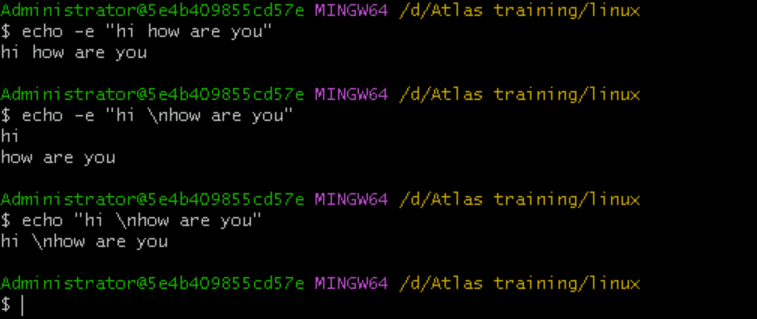 Administrator@5e4b409855cd57e MINGW64 /d/Atlas training/linux
$ echo -e "hi how are you"
hi how are you
Administrator@5e4b409855cd57e MINGW64 /d/Atlas training/linux
$ echo -e "hi \nhow are you"
hi
how are you
Administrator@5e4b409855cd57e MINGW64 /d/Atlas training/linux
$ echo "hi \nhow are you"
hi \nhow are you
Administrator@5e4b409855cd57e MINGW64 /d/Atlas training/linux
$